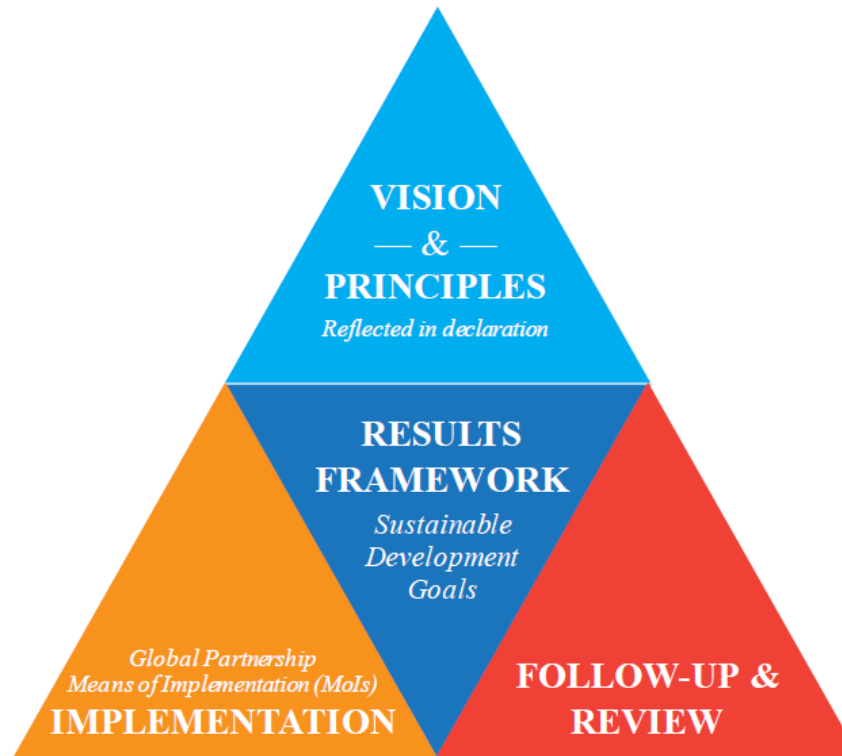 VISION
— & —
PRINCIPLES
Reflected in declaration
RESULTS
FRAMEWORK
Sustainable
Development
Goals
Global Partnership
Means of Implementation (MoIs)
IMPLEMENTATION
FOLLOW-UP &
REVIEW